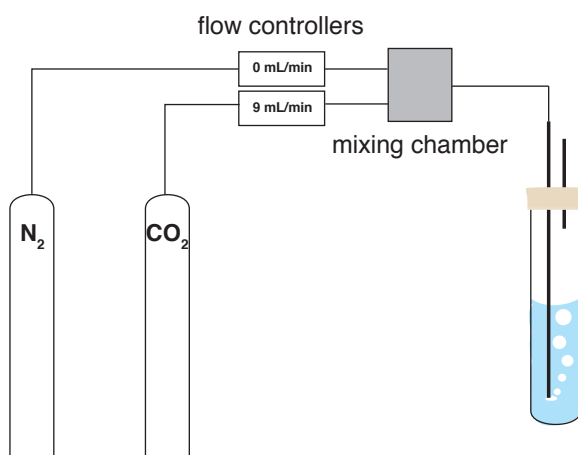 flow controllers
0 mL/min
9 mL/min
mixing chamber
N₂
CO₂